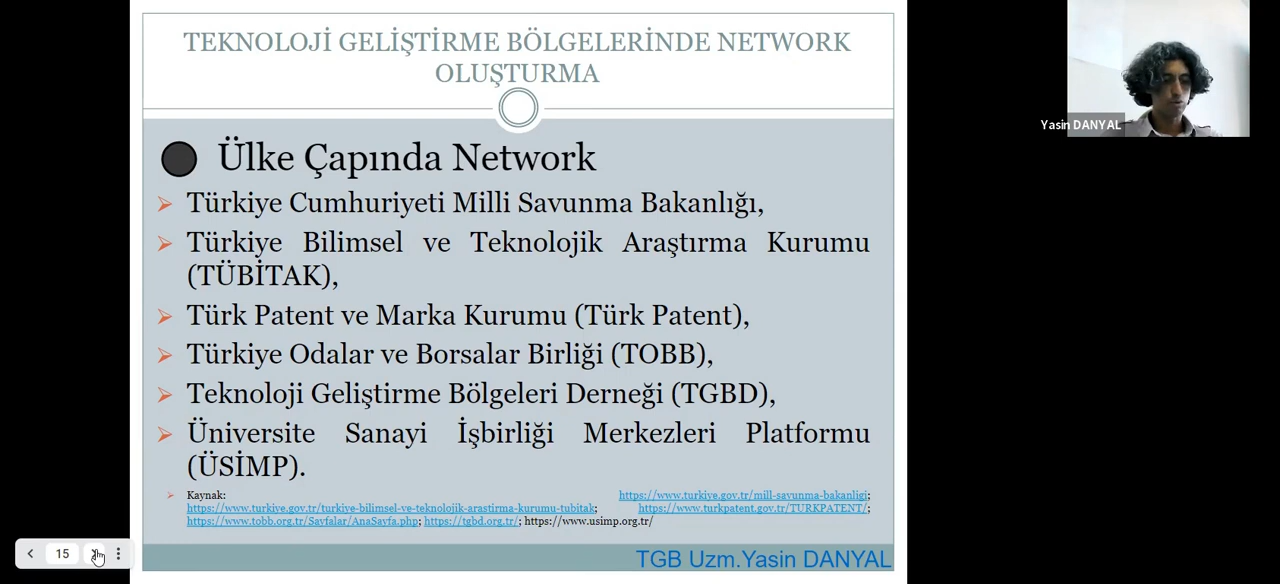 TEKNOLOJİ GELİŞTİRME BÖLGELERİNDE NETWORK
OLUŞTURMA
Ülke Çapında Network
Türkiye Cumhuriyeti Milli Savunma Bakanlığı,
Türkiye Bilimsel ve Teknolojik Araştırma Kurumu
(TÜBİTAK),
Türk Patent ve Marka Kurumu (Türk Patent),
Türkiye Odalar ve Borsalar Birliği (TOBB),
Teknoloji Geliştirme Bölgeleri Derneği (TGBD),
Üniversite Sanayi İşbirliği Merkezleri Platformu
(ÜSİMP).
Kaynak: https://www.turkiye.gov.tr/mill-savunma-bakanligi;
https://www.turkiye.gov.tr/turkiye-bilimsel-ve-teknolojik-arastirma-kurumu-tubitak; https://www.turkpatent.gov.tr/TURKPATENT/;
https://www.tobb.org.tr/Sayfalar/AnaSayfa.php; https://tgbd.org.tr/; https://www.usimp.org.tr/
TGB Uzm.Yasin DANYAL
15
Yasin DANYAL